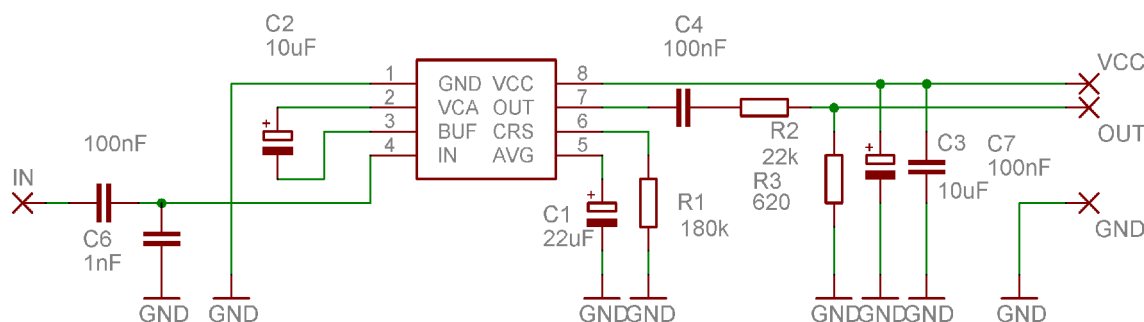 C2
10uF
C4
100nF
VCC
1
GND
VCC
8
2
VCA
OUT
7
OUT
3
BUF
CRS
6
4
IN
AVG
5
100nF
R2
22k
C3
10uF
C7
100nF
IN
R3
620
C1
22uF
R1
180k
C6
1nF
GND
GND
GND
GND
GND
GND
GND
GND
GND